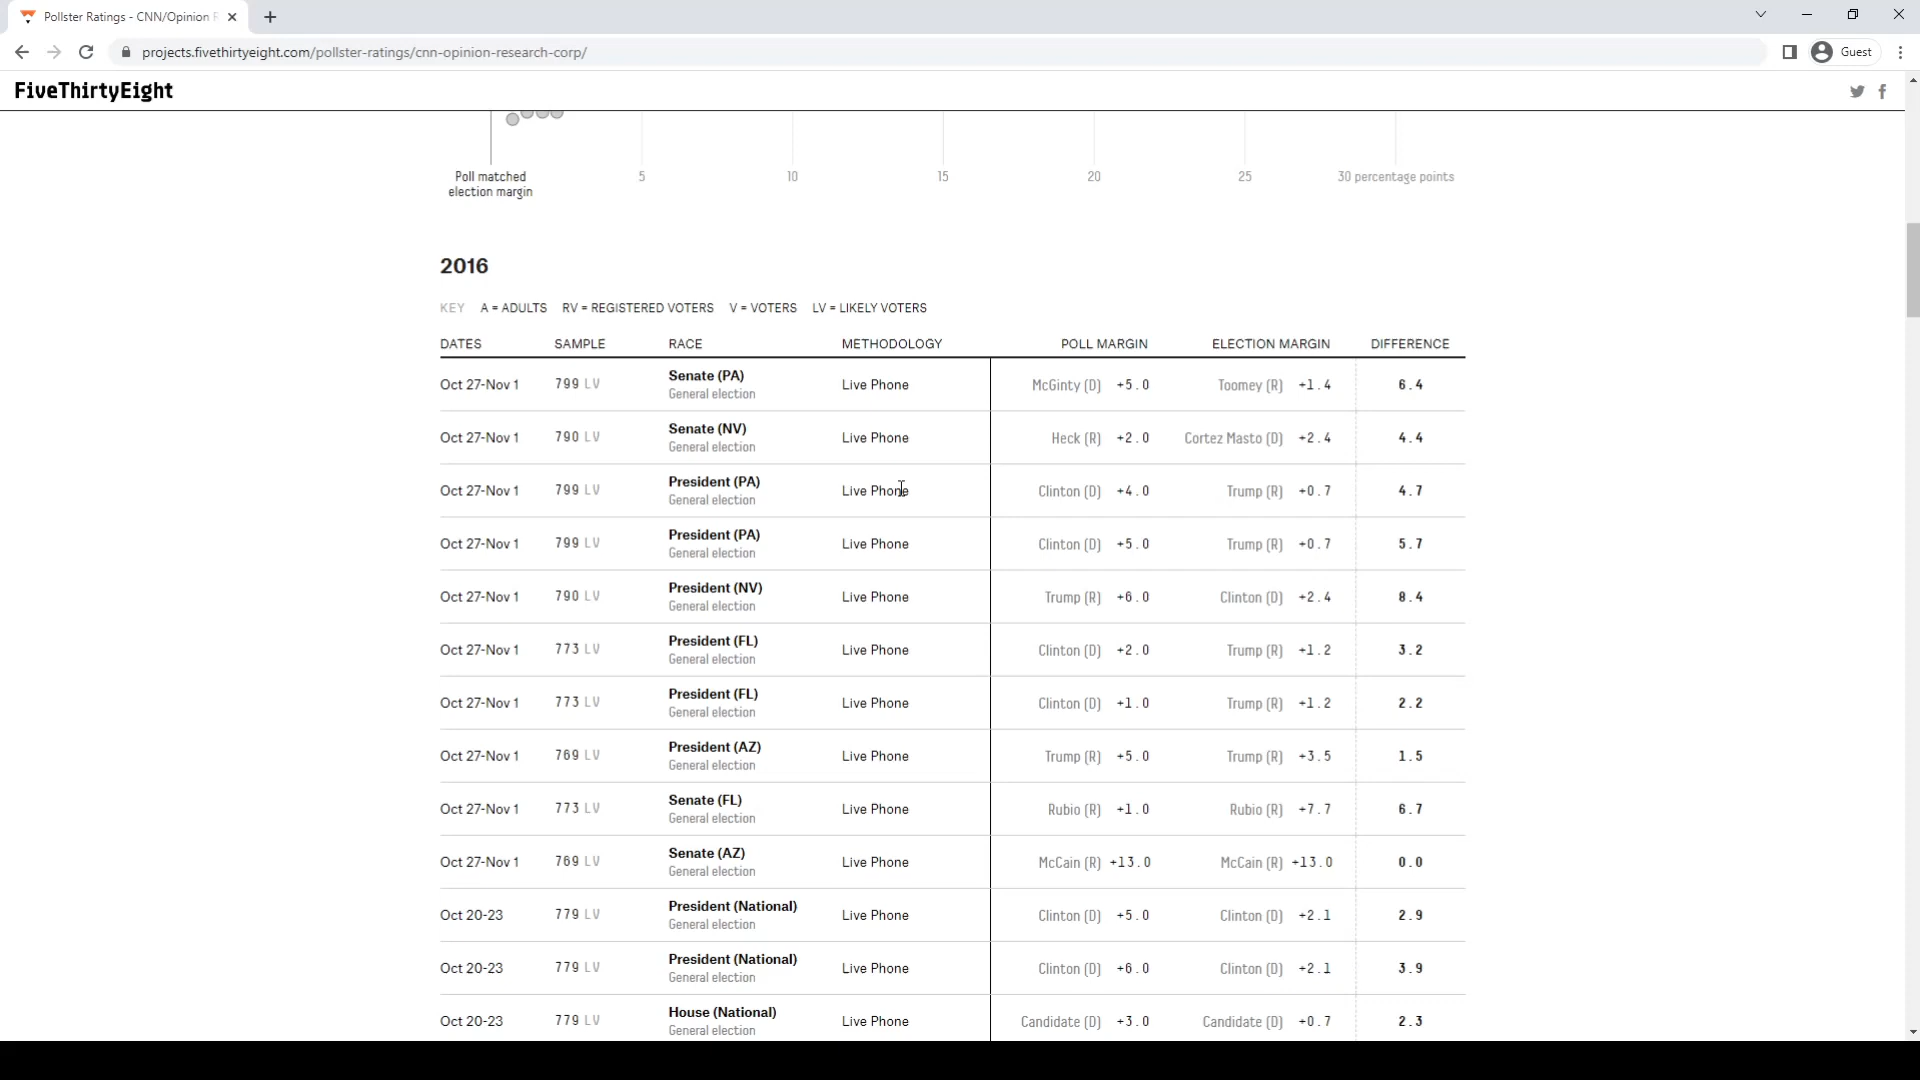 Pollster Ratings - CNN/Opinion R
projects.fivethirtyeight.com/pollster-ratings/cnn-opinion-research-corp/
Guest
FiveThirtyEight
Poll matched 5 10 15 20 25 30 percentage points
election margin
2016
KEY A = ADULTS RV = REGISTERED VOTERS V = VOTERS LV = LIKELY VOTERS
DATES SAMPLE RACE METHODOLOGY POLL MARGIN ELECTION MARGIN DIFFERENCE
Oct 27-Nov 1 799 LV Senate (PA) Live Phone McGinty (D) +5.0 Toomey (R) +1.4 6.4
General election
Oct 27-Nov 1 790 LV Senate (NV) Live Phone Heck (R) +2.0 Cortez Masto (D) +2.4 4.4
General election
Oct 27-Nov 1 799 LV President (PA) Live Phone Clinton (D) +4.0 Trump (R) +0.7 4.7
General election
Oct 27-Nov 1 799 LV President (PA) Live Phone Clinton (D) +5.0 Trump (R) +0.7 5.7
General election
Oct 27-Nov 1 790 LV President (NV) Live Phone Trump (R) +6.0 Clinton (D) +2.4 8.4
General election
Oct 27-Nov 1 773 LV President (FL) Live Phone Clinton (D) +2.0 Trump (R) +1.2 3.2
General election
Oct 27-Nov 1 773 LV President (FL) Live Phone Clinton (D) +1.0 Trump (R) +1.2 2.2
General election
Oct 27-Nov 1 769 LV President (AZ) Live Phone Trump (R) +5.0 Trump (R) +3.5 1.5
General election
Oct 27-Nov 1 773 LV Senate (FL) Live Phone Rubio (R) +1.0 Rubio (R) +7.7 6.7
General election
Oct 27-Nov 1 769 LV Senate (AZ) Live Phone McCain (R) +13.0 McCain (R) +13.0 0.0
General election
Oct 20-23 779 LV President (National) Live Phone Clinton (D) +5.0 Clinton (D) +2.1 2.9
General election
Oct 20-23 779 LV President (National) Live Phone Clinton (D) +6.0 Clinton (D) +2.1 3.9
General election
Oct 20-23 779 LV House (National) Live Phone Candidate (D) +3.0 Candidate (D) +0.7 2.3
General election